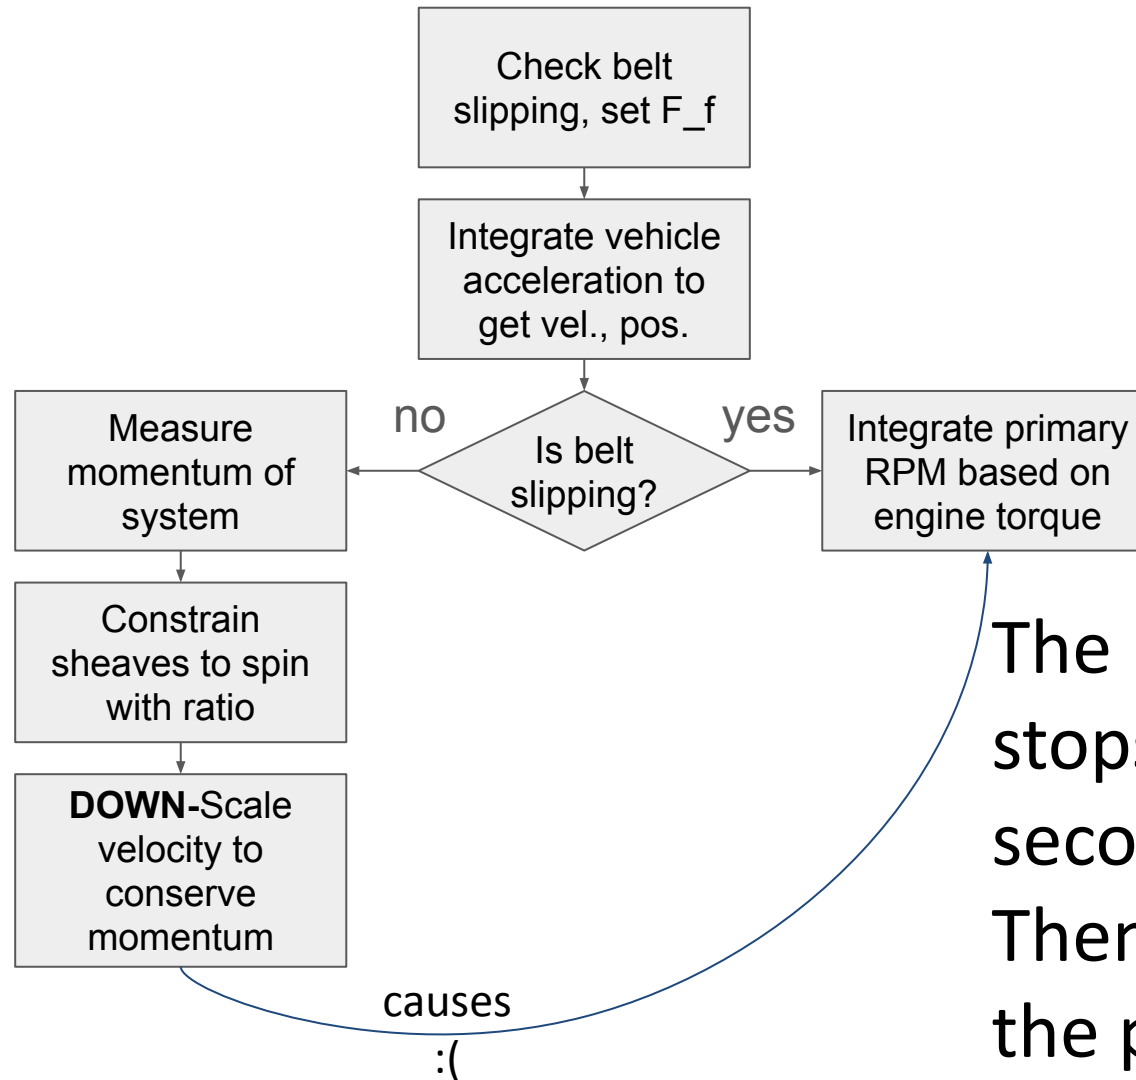 Check belt
slipping, set F_f
Integrate vehicle
acceleration to
get vel., pos.
no
Is belt
slipping?
yes
Measure
momentum of
system
Integrate primary
RPM based on
engine torque
Constrain
sheaves to spin
with ratio
DOWN-Scale
velocity to
conserve
momentum
causes
:(
The
stops
seco
Then
the p